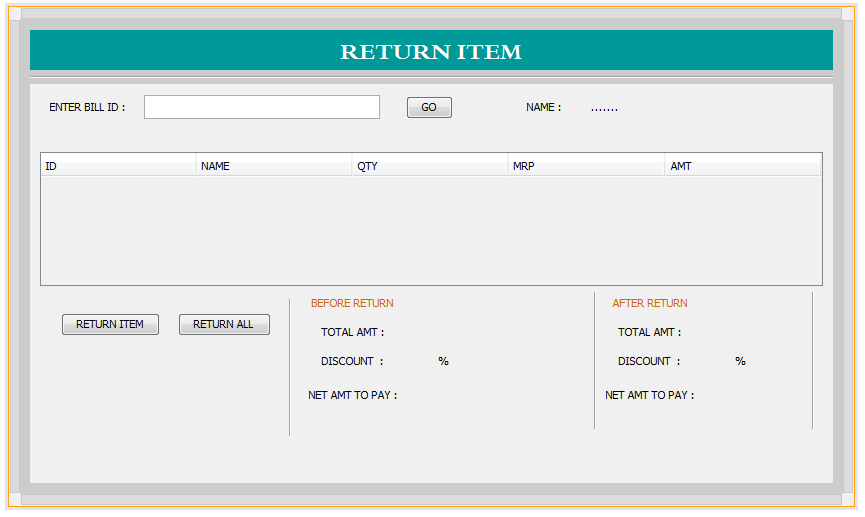 RETURN ITEM
ENTER BILL ID : GO NAME : .......
ID NAME QTY MRP AMT
BEFORE RETURN AFTER RETURN
RETURN ITEM RETURN ALL
TOTAL AMT : TOTAL AMT :
DISCOUNT : % DISCOUNT : %
NET AMT TO PAY : NET AMT TO PAY :